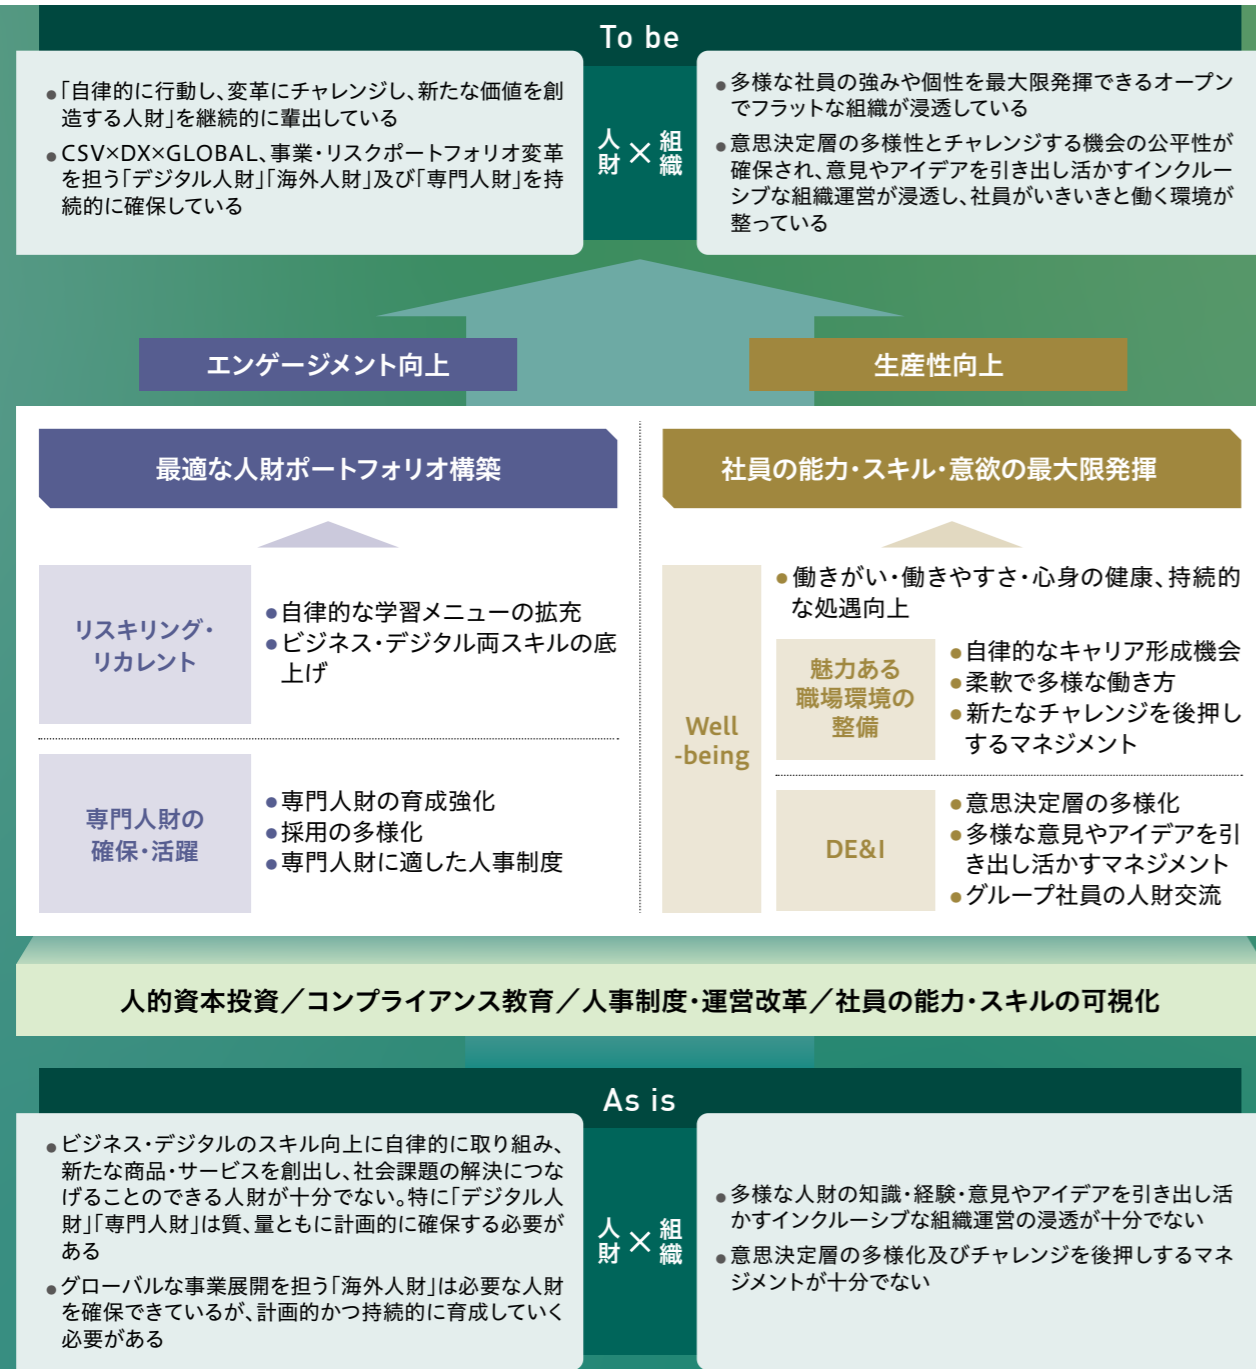 To be
●「自律的に行動し、変革にチャレンジし、新たな価値を創
造する人財」を継続的に輩出している
●CSV×DX×GLOBAL、事業・リスクポートフォリオ変革
を担う「デジタル人財」「海外人財」及び「専門人財」を持
続的に確保している
人財×組織
●多様な社員の強みや個性を最大限発揮できるオープン
でフラットな組織が浸透している
●意思決定層の多様性とチャレンジする機会の公平性が
確保され、意見やアイデアを引き出し活かすインクルー
シブな組織運営が浸透し、社員がいきいきと働く環境が
整っている
エンゲージメント向上
生産性向上
最適な人財ポートフォリオ構築
リスキリング・
リカレント
●自律的な学習メニューの拡充
●ビジネス・デジタル両スキルの底
上げ
専門人財の
確保・活躍
●専門人財の育成強化
●採用の多様化
●専門人財に適した人事制度
社員の能力・スキル・意欲の最大限発揮
Well
-being
●働きがい・働きやすさ・心身の健康、持続的
な処遇向上
魅力ある
職場環境の
整備
●自律的なキャリア形成機会
●柔軟で多様な働き方
●新たなチャレンジを後押し
するマネジメント
DE&I
●意思決定層の多様化
●多様な意見やアイデアを引
き出し活かすマネジメント
●グループ社員の人財交流
人的資本投資／コンプライアンス教育／人事制度・運営改革／社員の能力・スキルの可視化
As is
●ビジネス・デジタルのスキル向上に自律的に取り組み、
新たな商品・サービスを創出し、社会課題の解決につな
げることのできる人財が十分でない。特に「デジタル人
財」「専門人財」は質、量ともに計画的に確保する必要が
ある
●グローバルな事業展開を担う「海外人財」は必要な人財
を確保できているが、計画的かつ持続的に育成していく
必要がある
人財×組織
●多様な人財の知識・経験・意見やアイデアを引き出し活
かすインクルーシブな組織運営の浸透が十分でない
●意思決定層の多様化及びチャレンジを後押しするマネ
ジメントが十分でない